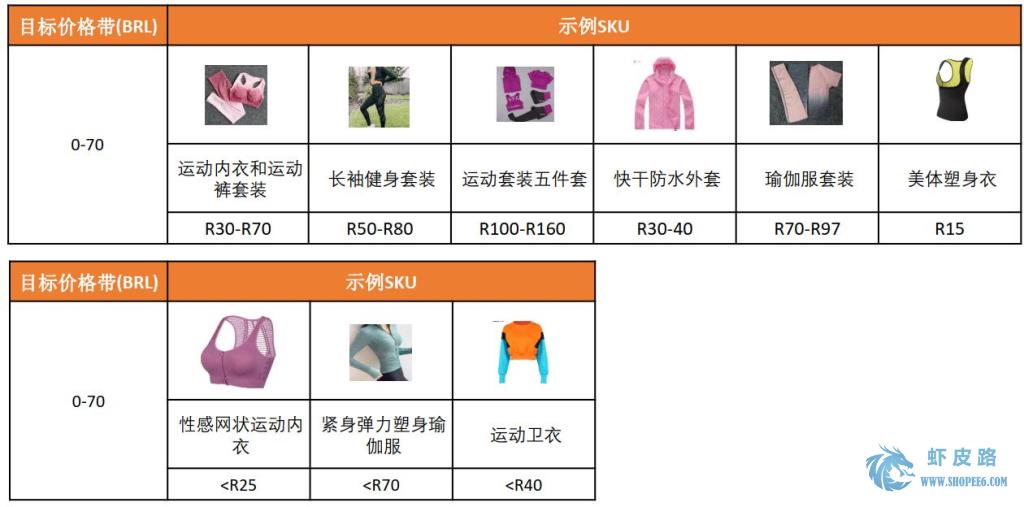 目标价格带(BRL) 示例SKU
0-70
运动内衣和运动
裤套装
长袖健身套装
运动套装五件套
快干防水外套
瑜伽服套装
美体塑身衣
R30-R70 R50-R80 R100-R160 R30-40 R70-R97 R15
目标价格带(BRL) 示例SKU
0-70
性感网状运动内
衣
紧身弹力塑身瑜
伽服
运动卫衣
<R25 <R70 <R40
虾皮路
WWW.SHOPEE6.COM